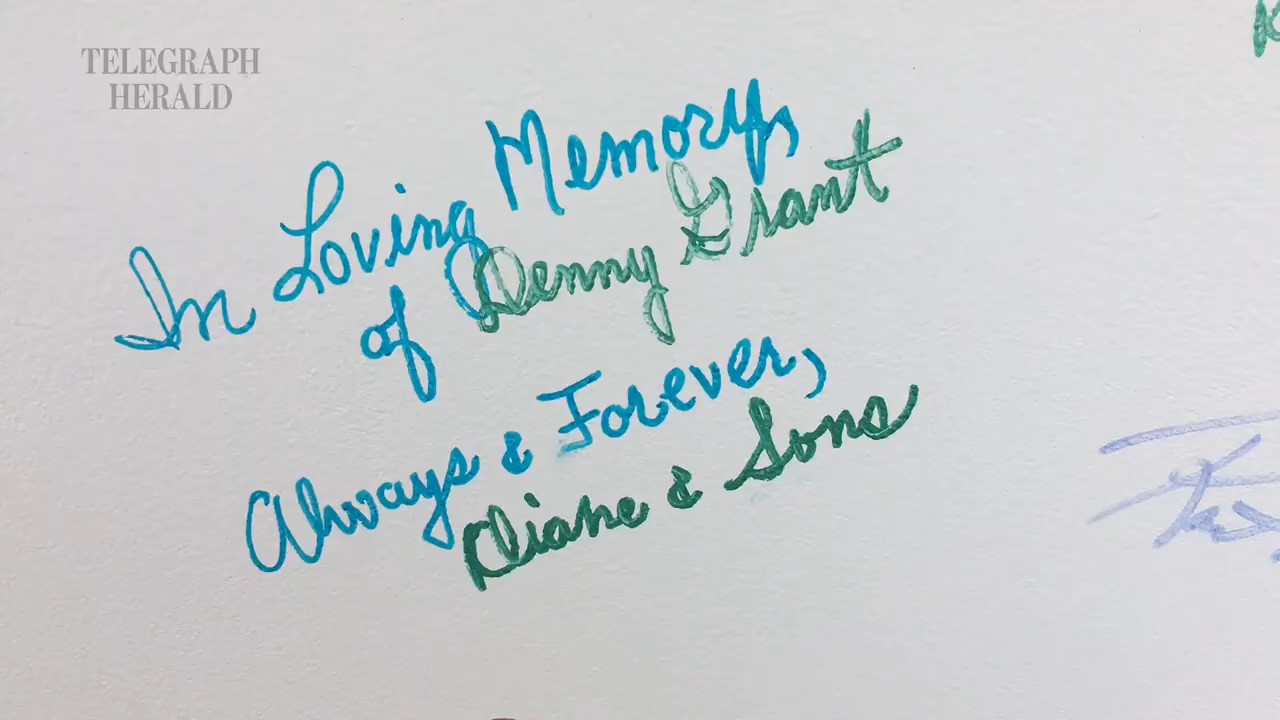 TELEGRAPH
HERALD
In Loving Memory,
of Denny Grant
Always & Forever,
Diane & Sons